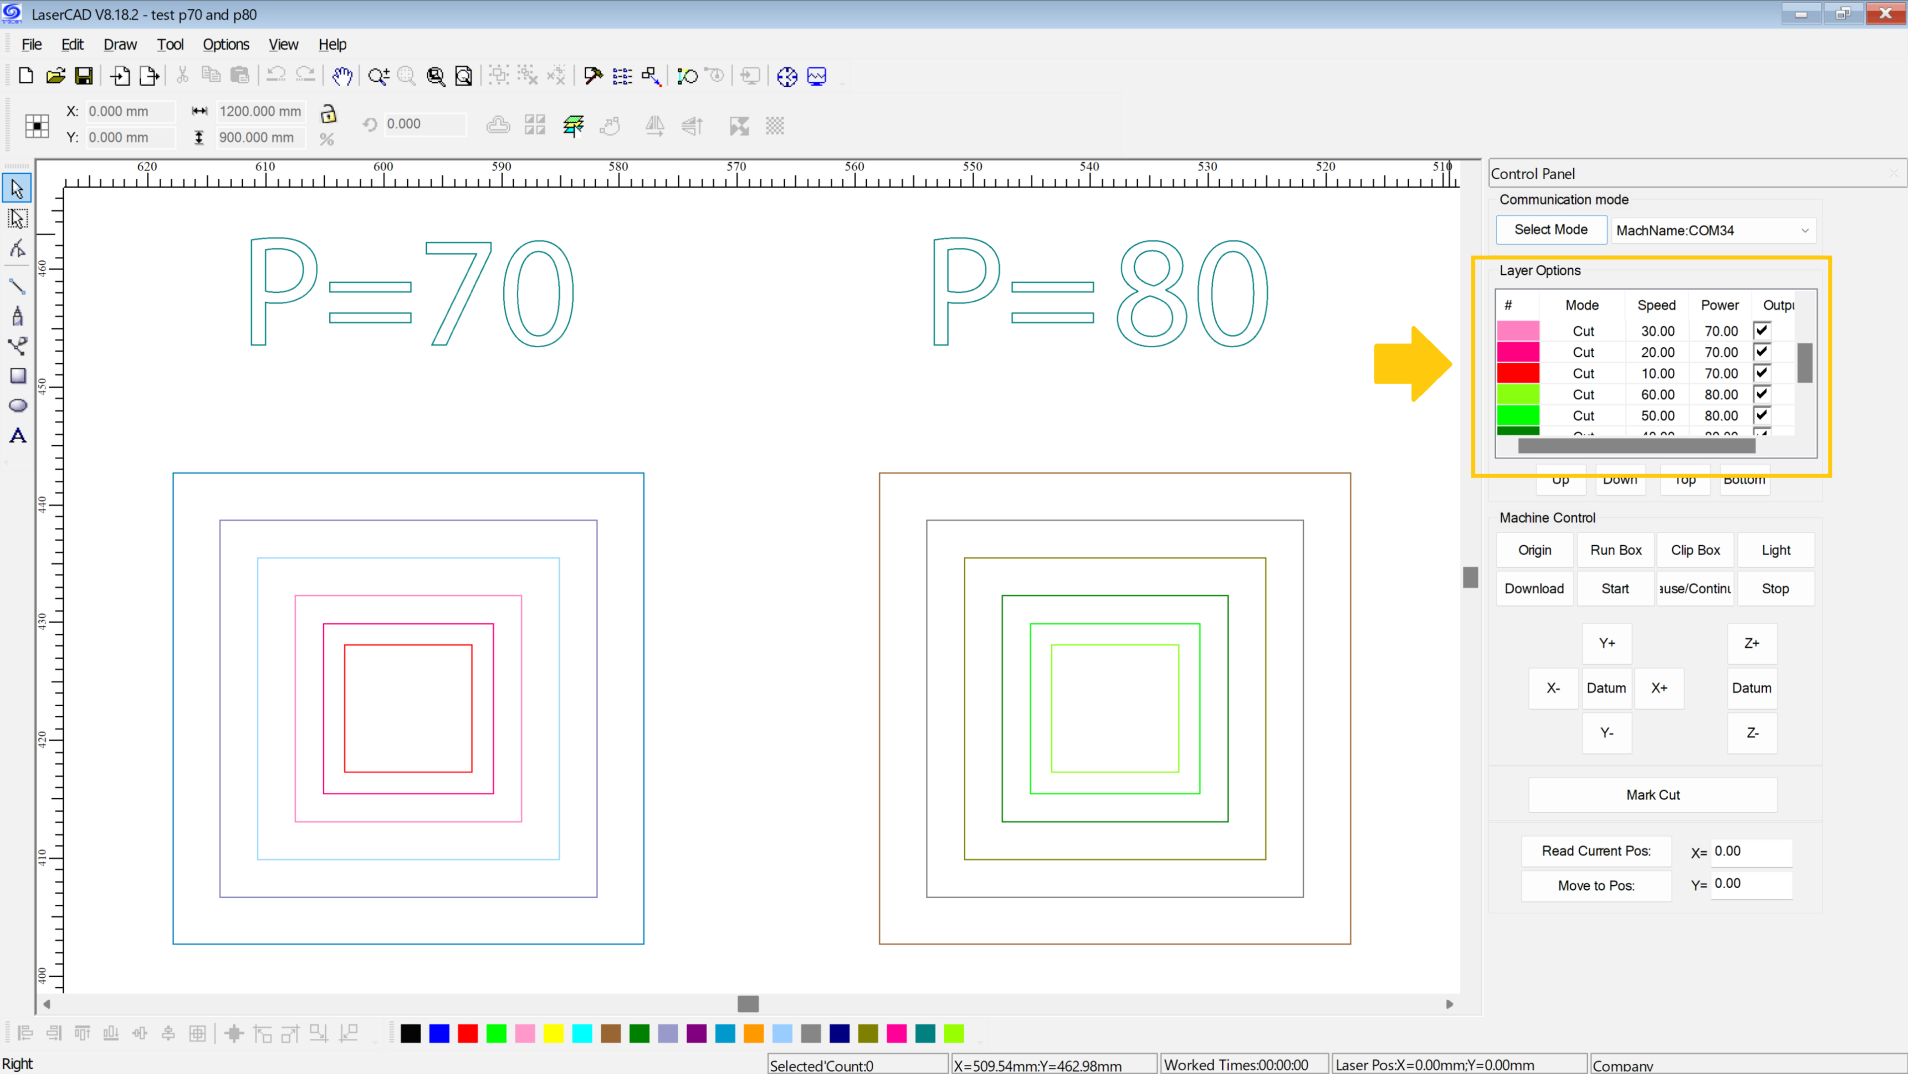 LaserCAD V8.18.2 - test p70 and p80
File Edit Draw Tool Options View Help
X: 0.000 mm 1200.000 mm 0.000
Y: 0.000 mm 900.000 mm %
620 610 600 590 580 570 560 550 540 530 520 510
460
450
440
430
420
410
400
P=70 P=80
Control Panel
Communication mode
Select Mode MachName:COM34
Layer Options
# Mode Speed Power Outpu
Cut 30.00 70.00
Cut 20.00 70.00
Cut 10.00 70.00
Cut 60.00 80.00
Cut 50.00 80.00
Cut 40.00 80.00
Up Down Top Bottom
Machine Control
Origin Run Box Clip Box Light
Download Start ause/Continu Stop
Y+ Z+
X- Datum X+ Datum
Y- Z-
Mark Cut
Read Current Pos: X= 0.00
Move to Pos: Y= 0.00
Right Selected'Count:0 X=509.54mm:Y=462.98mm Worked Times:00:00:00 Laser Pos:X=0.00mm;Y=0.00mm Company